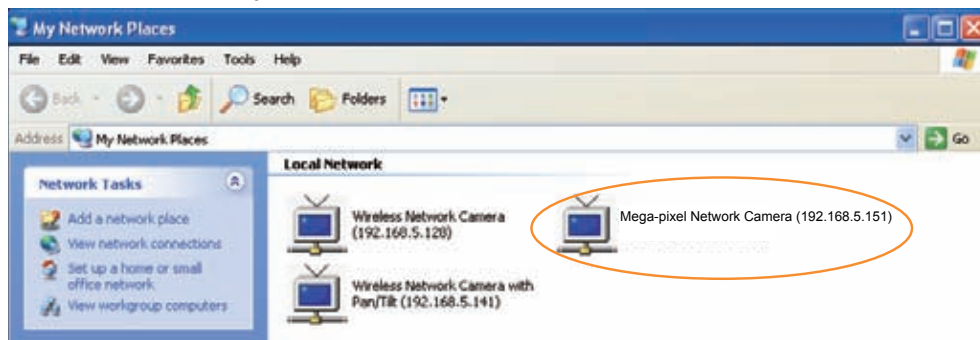 My Network Places
File Edit View Favorites Tools Help
Back Search Folders
Address My Network Places Go
Local Network
Network Tasks
Add a network place
View network connections
Set up a home or small
office network
View workgroup computers
Wireless Network Camera
(192.168.5.128)
Mega-pixel Network Camera (192.168.5.151)
Wireless Network Camera with
Pan/Tilt (192.168.5.141)